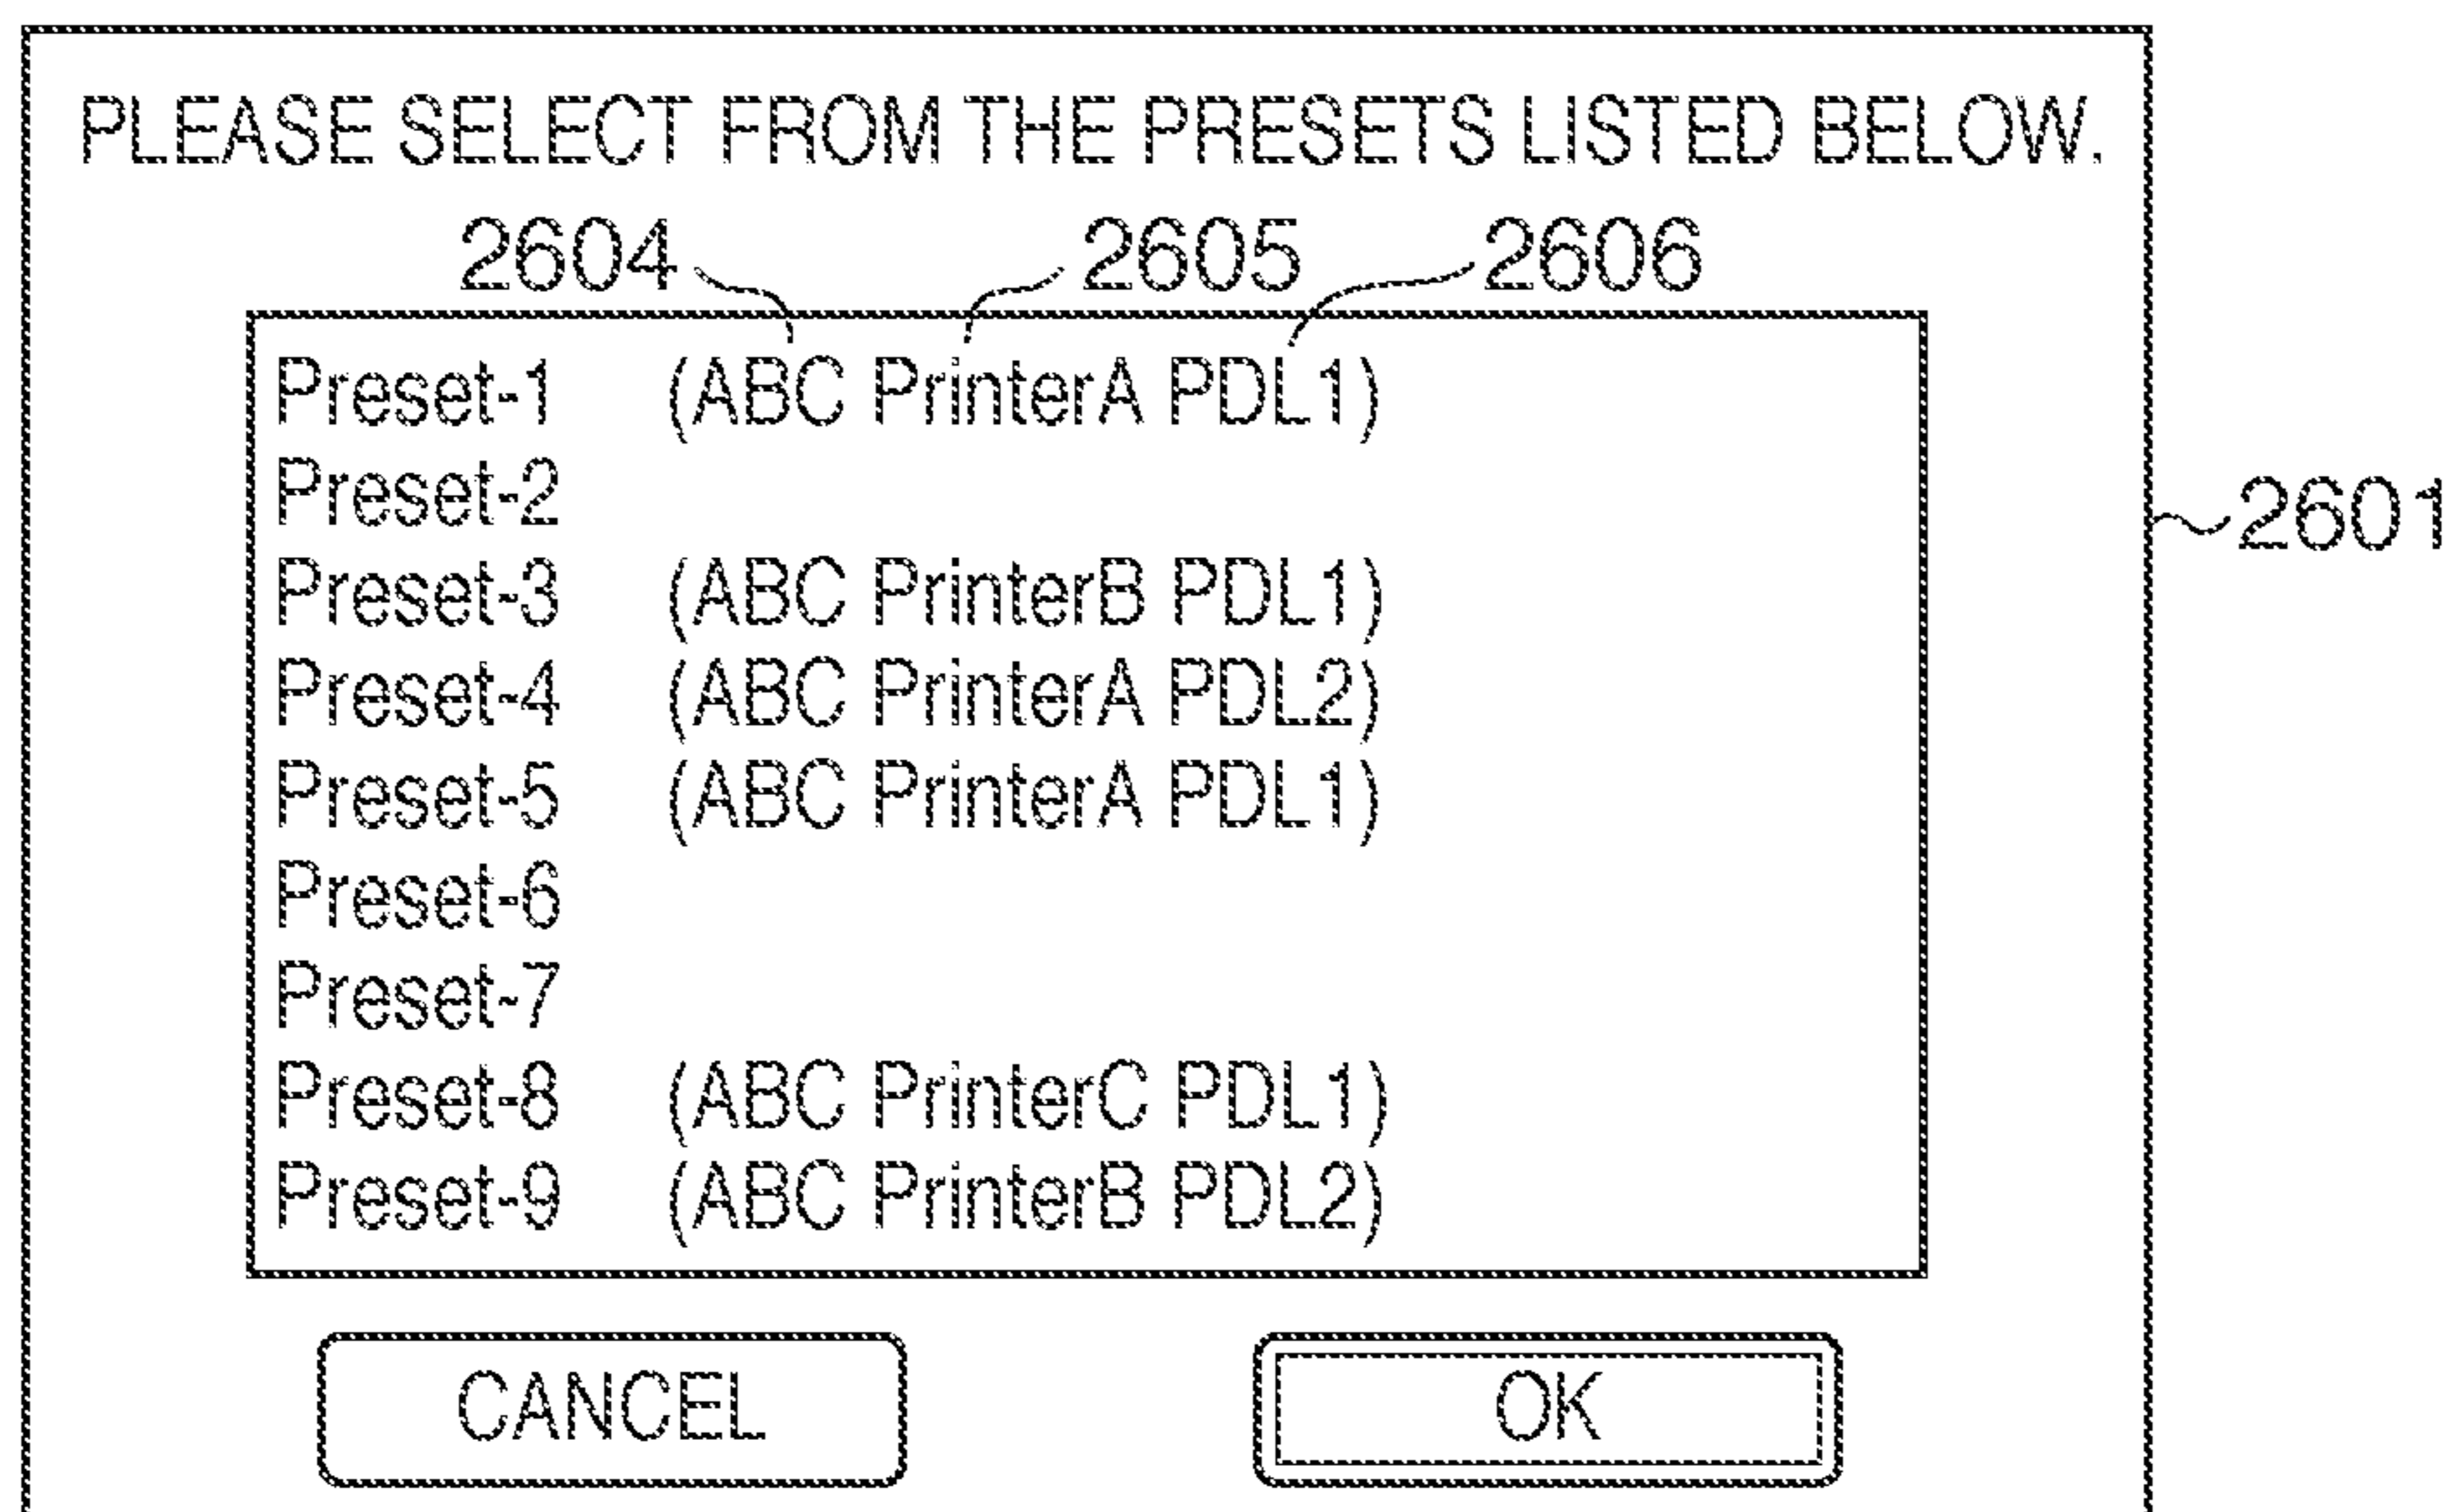 PLEASE SELECT FROM THE PRESETS LISTED BELOW.
2604 2605 2606
Preset-1 (ABC PrinterA PDL1)
Preset-2
2601
Preset-3 (ABC PrinterB PDL1)
Preset-4 (ABC PrinterA PDL2)
Preset-5 (ABC PrinterA PDL1)
Preset-6
Preset-7
Preset-8 (ABC PrinterC PDL1)
Preset-9 (ABC PrinterB PDL2)
CANCEL OK